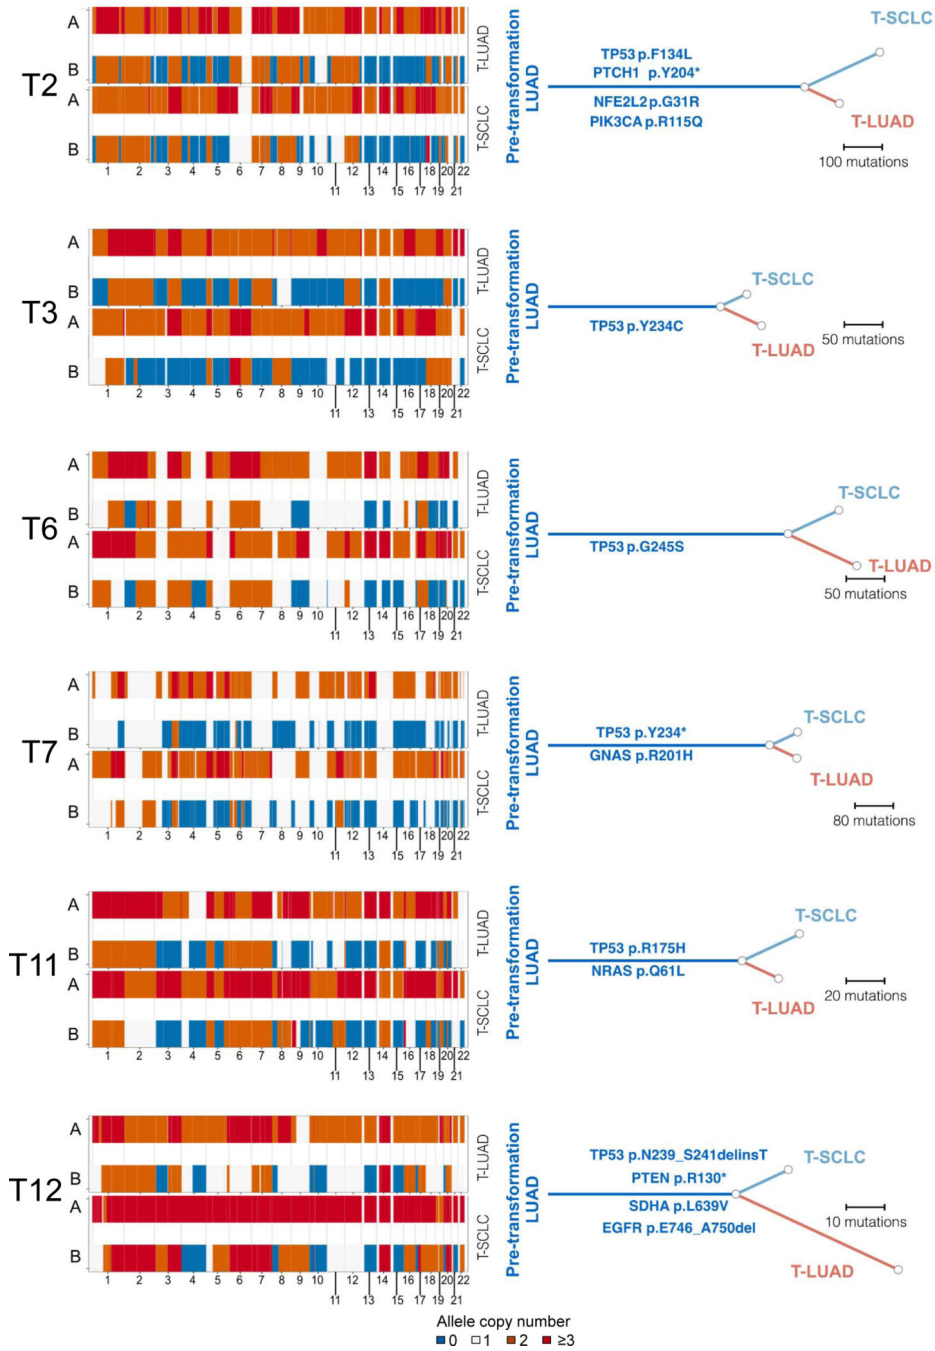 T2
A
B
T-LUAD
A
B
T-SCLC
1 2 3 4 5 6 7 8 9 10 12 14 16 18 20 22
11 13 15 17 19 21
Pre-transformation
LUAD
TP53 p.F134L
PTCH1 p.Y204*
NFE2L2 p.G31R
PIK3CA p.R115Q
T-SCLC
T-LUAD
100 mutations
T3
A
B
T-LUAD
A
B
T-SCLC
1 2 3 4 5 6 7 8 9 10 12 14 16 18 20 22
11 13 15 17 19 21
Pre-transformation
LUAD
TP53 p.Y234C
T-SCLC
T-LUAD
50 mutations
T6
A
B
T-LUAD
A
B
T-SCLC
1 2 3 4 5 6 7 8 9 10 12 14 16 18 20 22
11 13 15 17 19 21
Pre-transformation
LUAD
TP53 p.G245S
T-SCLC
T-LUAD
50 mutations
T7
A
B
T-LUAD
A
B
T-SCLC
1 2 3 4 5 6 7 8 9 10 12 14 16 18 20 22
11 13 15 17 19 21
Pre-transformation
LUAD
TP53 p.Y234*
GNAS p.R201H
T-SCLC
T-LUAD
80 mutations
T11
A
B
T-LUAD
A
B
T-SCLC
1 2 3 4 5 6 7 8 9 10 12 14 16 18 20 22
11 13 15 17 19 21
Pre-transformation
LUAD
TP53 p.R175H
NRAS p.Q61L
T-SCLC
T-LUAD
20 mutations
T12
A
B
T-LUAD
A
B
T-SCLC
1 2 3 4 5 6 7 8 9 10 12 14 16 18 20 22
11 13 15 17 19 21
Pre-transformation
LUAD
TP53 p.N239_S241delinsT
PTEN p.R130*
SDHA p.L639V
EGFR p.E746_A750del
T-SCLC
T-LUAD
10 mutations
Allele copy number
0 1 2 ≥3